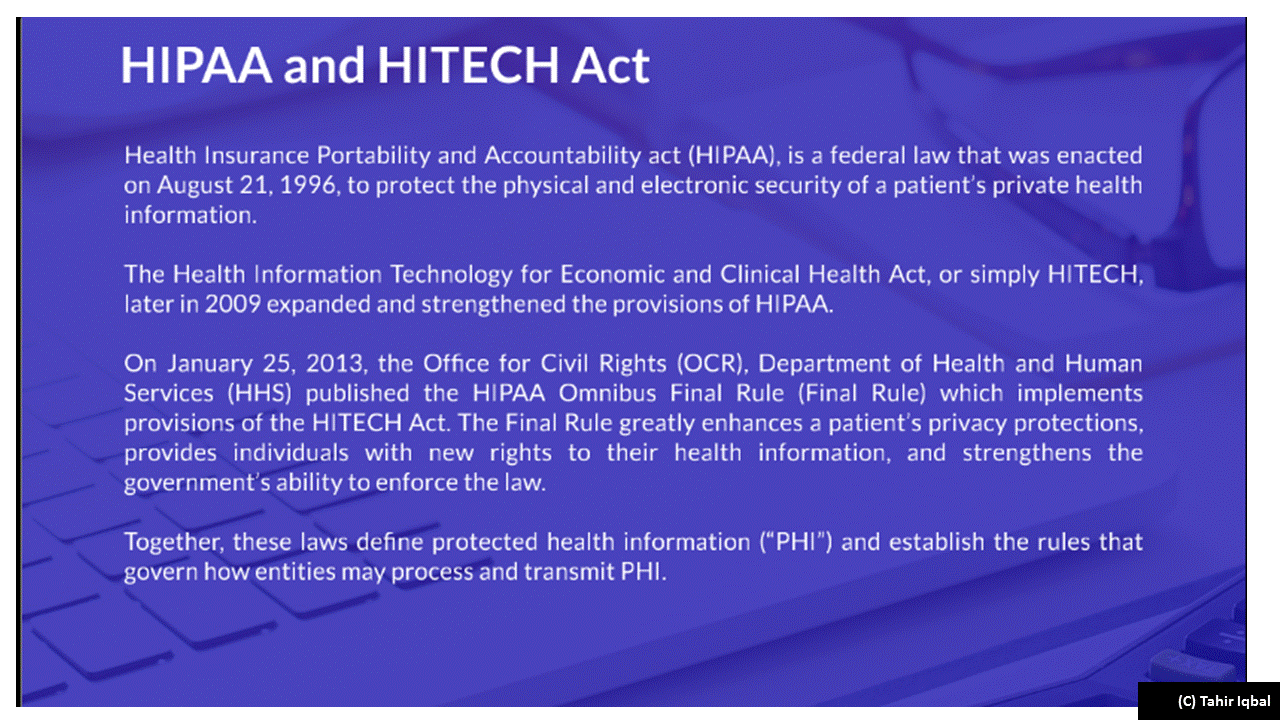 HIPAA and HITECH Act
Health Insurance Portability and Accountability act (HIPAA), is a federal law that was enacted
on August 21, 1996, to protect the physical and electronic security of a patient’s private health
information.
The Health Information Technology for Economic and Clinical Health Act, or simply HITECH,
later in 2009 expanded and strengthened the provisions of HIPAA.
On January 25, 2013, the Office for Civil Rights (OCR), Department of Health and Human
Services (HHS) published the HIPAA Omnibus Final Rule (Final Rule) which implements
provisions of the HITECH Act. The Final Rule greatly enhances a patient’s privacy protections,
provides individuals with new rights to their health information, and strengthens the
government’s ability to enforce the law.
Together, these laws define protected health information (“PHI”) and establish the rules that
govern how entities may process and transmit PHI.
(C) Tahir Iqbal